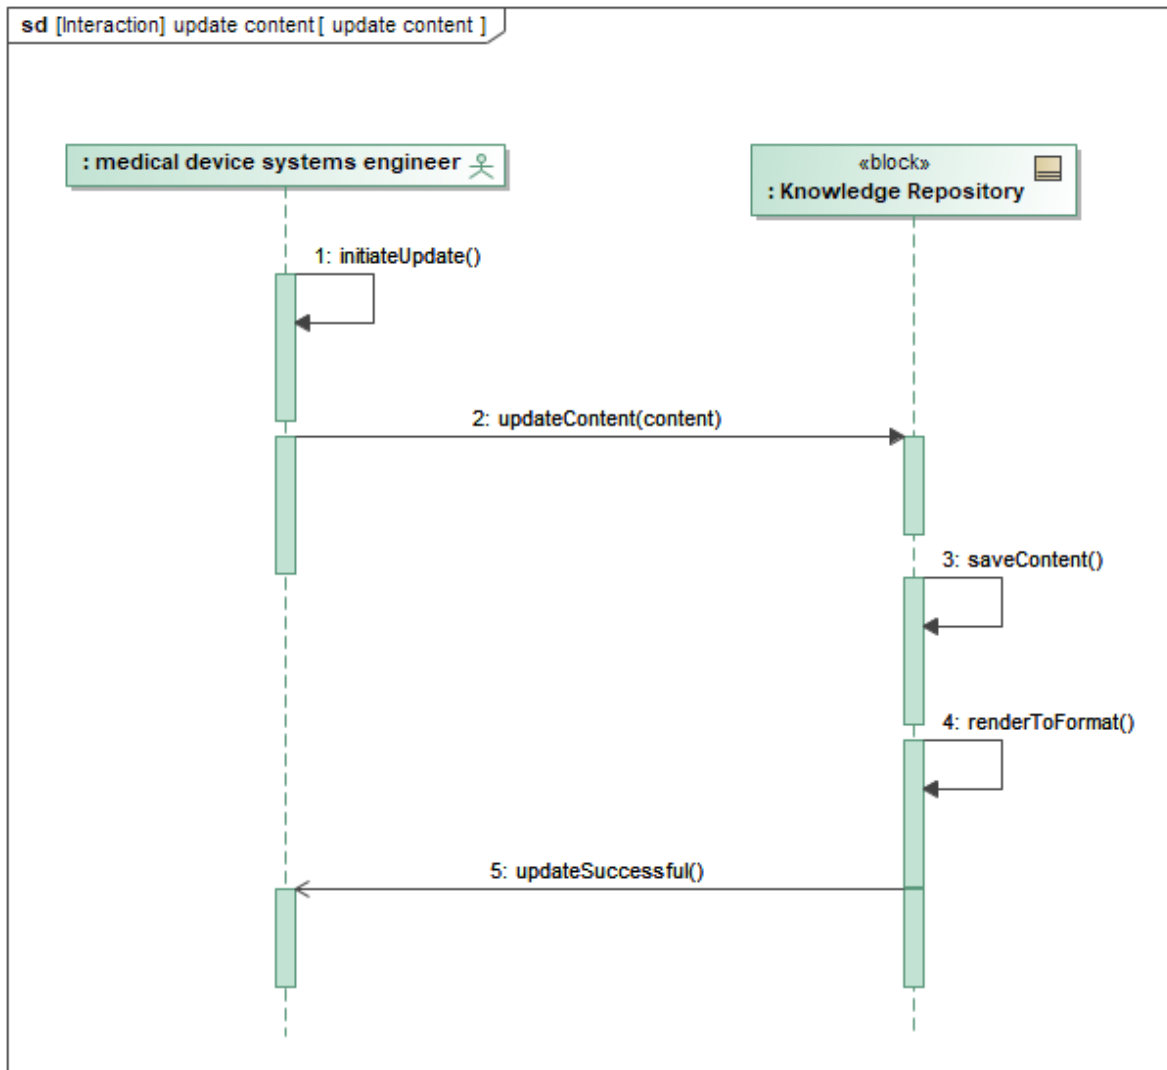 sd [Interaction] update content[ update content ]
: medical device systems engineer
«block»
: Knowledge Repository
1: initiateUpdate()
2: updateContent(content)
3: saveContent()
4: renderToFormat()
5: updateSuccessful()